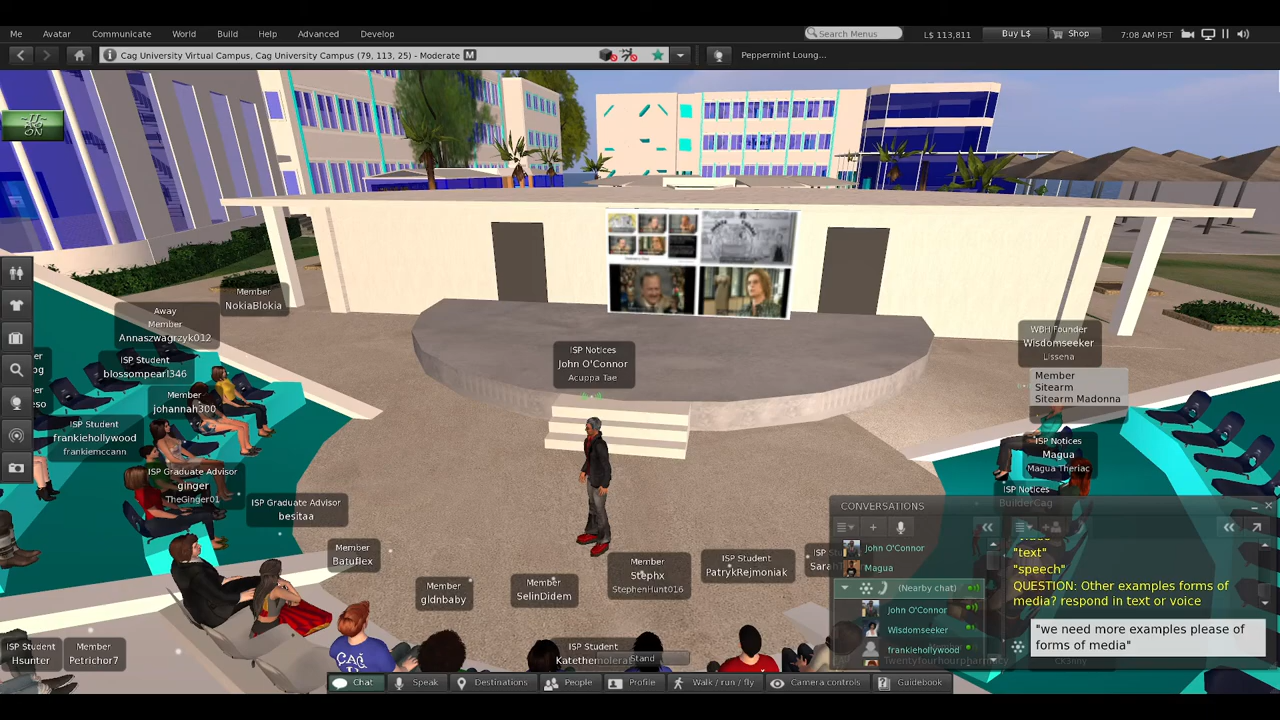 Me Avatar Communicate World Build Help Advanced Develop
Search Menus
L$ 113,811 Buy L$ Shop 7:08 AM PST
Cag University Virtual Campus, Cag University Campus (79, 113, 25) - Moderate M
Peppermint Loung...
ON
Member
NokiaBlokia
Away
Member
Annaszwagrzyk012
ISP Student
blossompearl346
Member
johannah300
ISP Student
frankiehollywood
frankiemccann
ISP Graduate Advisor
ginger
TheGinger01
ISP Graduate Advisor
besitaa
Member
Batuflex
ISP Notices
John O'Connor
Acuppa Tae
WBH Founder
Wisdomseeker
Lissena
Member
Sitearm
Sitearm Madonna
ISP Notices
Magua
Magua Theriac
ISP Notices
BuilderCag
Member
gldnbaby
Member
SelinDidem
Member
Stephx
StephenHunt016
ISP Student
PatrykRejmoniak
ISP Student
Hsunter
Member
Petrichor7
ISP Student
Stand
CAG
CONVERSATIONS
John O'Connor
Magua
(Nearby chat)
John O'Connor
Wisdomseeker
frankiehollywood
"text"
"speech"
QUESTION: Other examples forms of
media? respond in text or voice
"we need more examples please of
forms of media"
Chat Speak Destinations People Profile Walk / run / fly Camera controls Guidebook